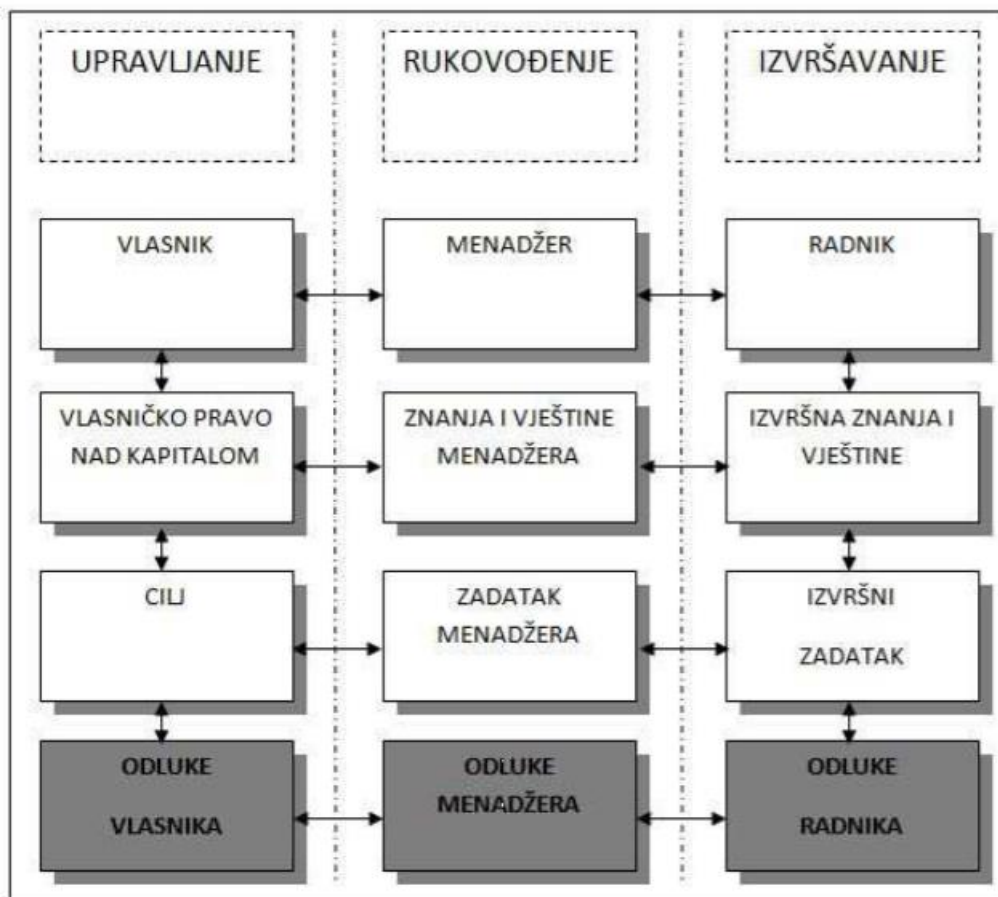 UPRAVLJANJE
RUKOVOĐENJE
IZVRŠAVANJE
VLASNIK
MENADŽER
RADNIK
VLASNIČKO PRAVO
NAD KAPITALOM
ZNANJA I VJEŠTINE
MENADŽERA
IZVRŠNA ZNANJA I
VJEŠTINE
CILJ
ZADATAK
MENADŽERA
IZVRŠNI
ZADATAK
ODLUKE
VLASNIKA
ODLUKE
MENADŽERA
ODLUKE
RADNIKA